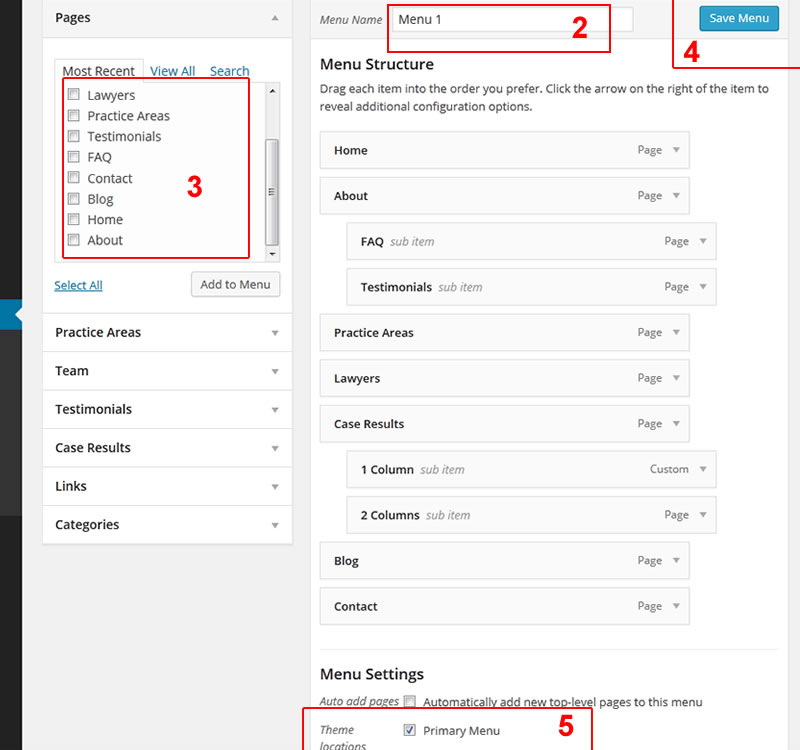 Pages
Most Recent View All Search
Lawyers
Practice Areas
Testimonials
FAQ
Contact
Blog
Home
About
3
Select All Add to Menu
Practice Areas
Team
Testimonials
Case Results
Links
Categories
Menu Name Menu 1 2 Save Menu
4
Menu Structure
Drag each item into the order you prefer. Click the arrow on the right of the item to
reveal additional configuration options.
Home Page
About Page
FAQ sub item Page
Testimonials sub item Page
Practice Areas Page
Lawyers Page
Case Results Page
1 Column sub item Custom
2 Columns sub item Page
Blog Page
Contact Page
Menu Settings
Auto add pages Automatically add new top-level pages to this menu
Theme Primary Menu 5
locations